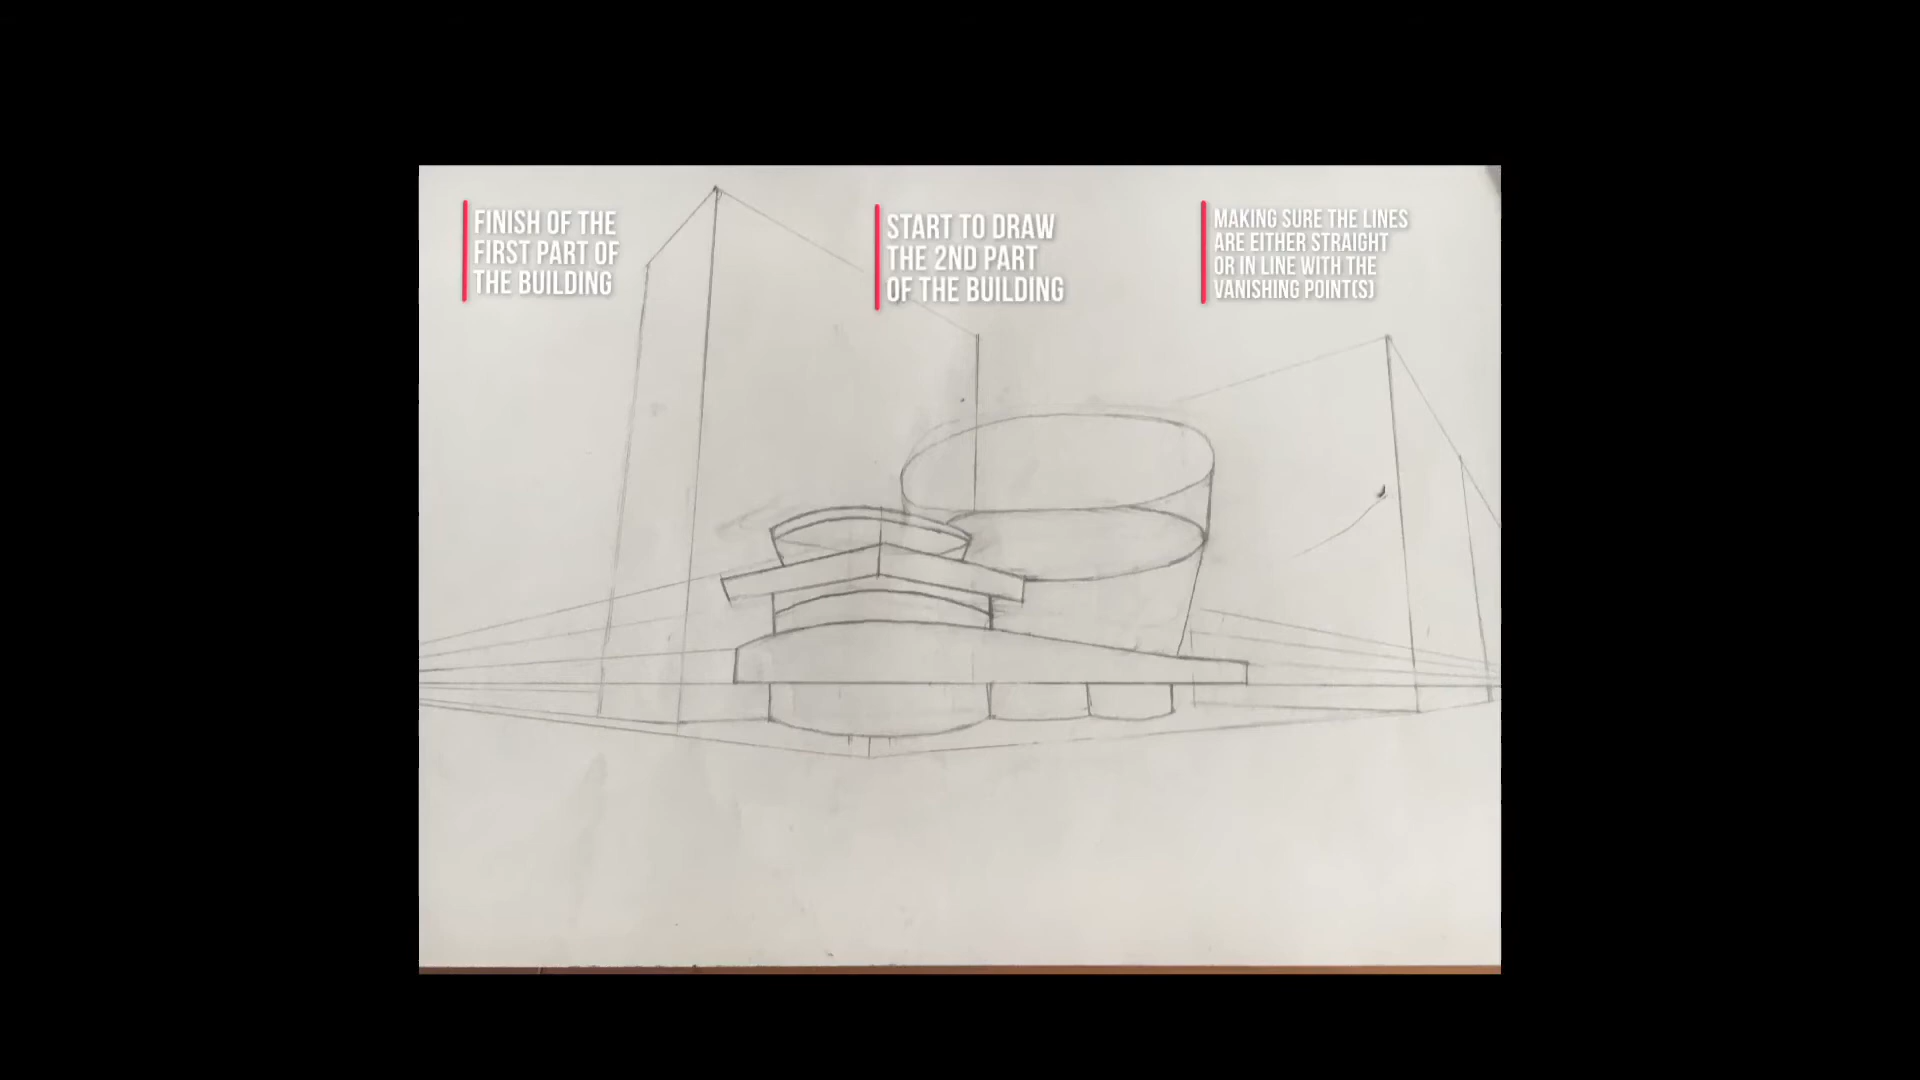 FINISH OF THE
FIRST PART OF
THE BUILDING
START TO DRAW
THE 2ND PART
OF THE BUILDING
MAKING SURE THE LINES
ARE EITHER STRAIGHT
OR IN LINE WITH THE
VANISHING POINT(S)